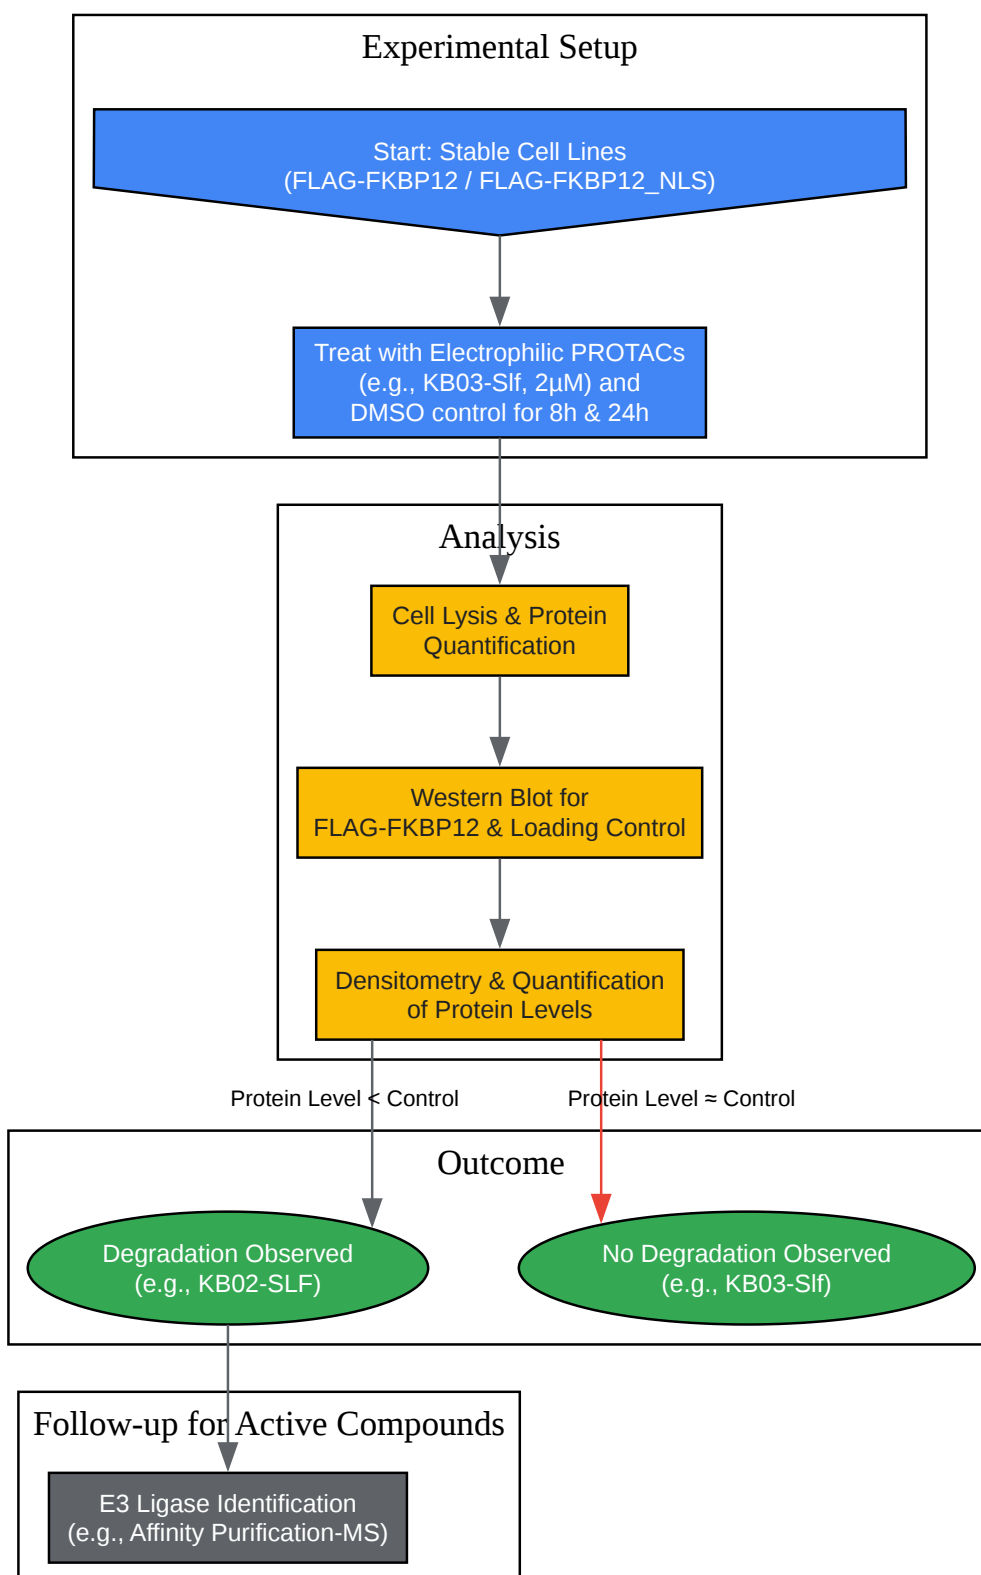 Experimental Setup
Start: Stable Cell Lines
(FLAG-FKBP12 / FLAG-FKBP12_NLS)
Treat with Electrophilic PROTACs
(e.g., KB03-Slf, 2µM) and
DMSO control for 8h & 24h
Analysis
Cell Lysis & Protein
Quantification
Western Blot for
FLAG-FKBP12 & Loading Control
Densitometry & Quantification
of Protein Levels
Protein Level < Control
Protein Level ≈ Control
Outcome
Degradation Observed
(e.g., KB02-SLF)
No Degradation Observed
(e.g., KB03-Slf)
Follow-up for Active Compounds
E3 Ligase Identification
(e.g., Affinity Purification-MS)